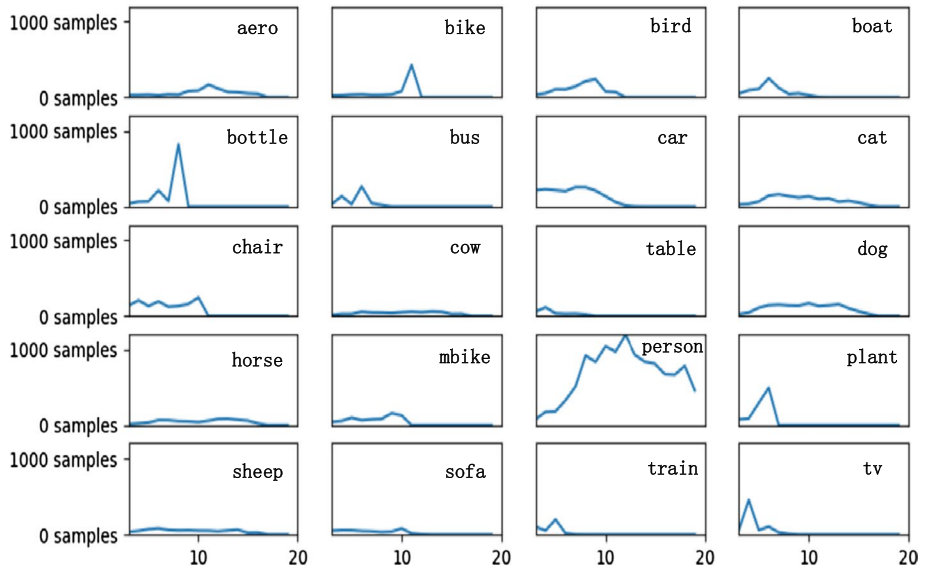 1000 samples
aero
bike
bird
boat
0 samples
1000 samples
bottle
bus
car
cat
0 samples
1000 samples
chair
cow
table
dog
0 samples
1000 samples
horse
mbike
person
plant
0 samples
1000 samples
sheep
sofa
train
tv
0 samples
10 20 10 20 10 20 10 20